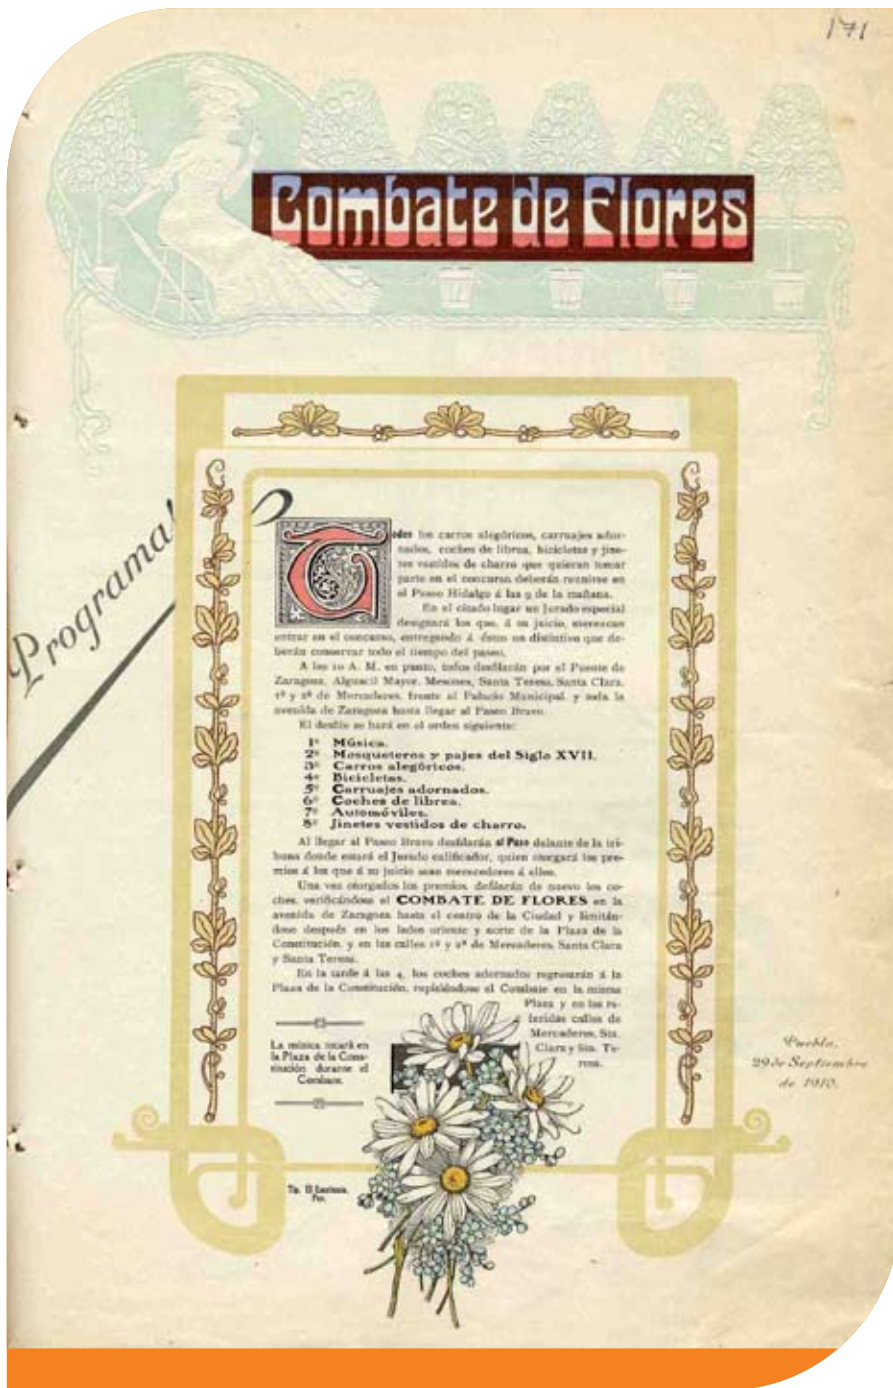 171
Combate de Flores
Programa
Todos los carros alegóricos, carruajes ador-
nados, coches de librea, bicicletas y jine-
tes vestidos de charro que quieran tomar
parte en el concurso deberán reunirse en
el Paseo Hidalgo á las 9 de la mañana.
En el citado lugar un Jurado especial
designará los que, á su juicio, merezcan
entrar en el concurso, entregando á éstos un distintivo que de-
berán conservar todo el tiempo del paseo.
A las 10 A. M. en punto, todos desfilarán por el Puente de
Zaragoza, Alguacil Mayor, Mesones, Santa Teresa, Santa Clara,
1ª y 2ª de Mercaderes, frente al Palacio Municipal, y toda la
avenida de Zaragoza hasta llegar al Paseo Bravo.
El desfile se hará en el orden siguiente:
1º Música.
2º Mosqueteros y pajes del Siglo XVII.
3º Carros alegóricos.
4º Bicicletas.
5º Carruajes adornados.
6º Coches de librea.
7º Automóviles.
8º Jinetes vestidos de charro.
Al llegar al Paseo Bravo desfilarán al Paso delante de la tri-
buna donde estará el Jurado calificador, quien otorgará los pre-
mios á los que á su juicio sean merecedores á ellos.
Una vez otorgados los premios, defilarán de nuevo los co-
ches, verificándose el COMBATE DE FLORES en la
avenida de Zaragoza hasta el centro de la Ciudad y limitán-
dose después en los lados oriente y norte de la Plaza de la
Constitución, y en las calles 1ª y 2ª de Mercaderes, Santa Clara
y Santa Teresa.
En la tarde á las 4, los coches adornados regresarán á la
Plaza de la Constitución, repitiéndose el Combate en la misma
Plaza y en las re-
feridas calles de
Mercaderes, Sta.
Clara y Sta. Te-
resa.
La música tocará en
la Plaza de la Cons-
titución durante el
Combate.
Puebla,
29 de Septiembre
de 1910.
Tip. El